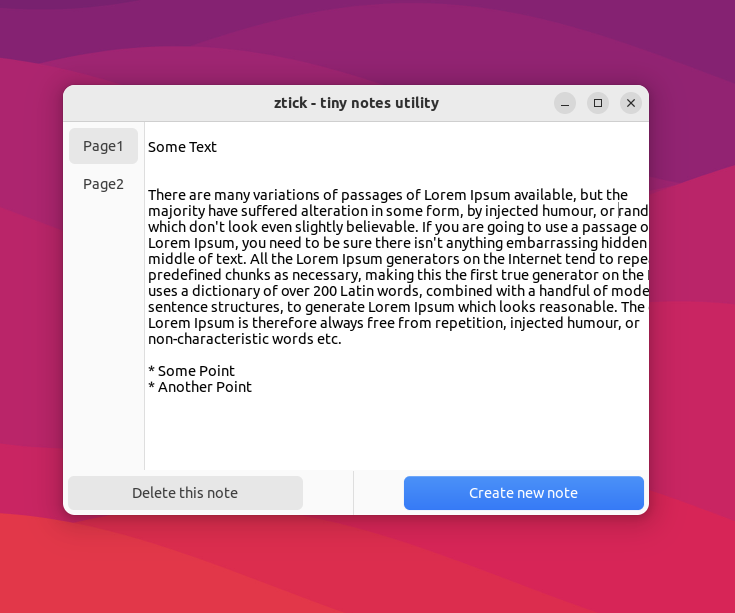 ztick - tiny notes utility
Page1
Page2
Some Text
There are many variations of passages of Lorem Ipsum available, but the
majority have suffered alteration in some form, by injected humour, or rand
which don't look even slightly believable. If you are going to use a passage o
Lorem Ipsum, you need to be sure there isn't anything embarrassing hidden
middle of text. All the Lorem Ipsum generators on the Internet tend to repe
predefined chunks as necessary, making this the first true generator on the
uses a dictionary of over 200 Latin words, combined with a handful of mode
sentence structures, to generate Lorem Ipsum which looks reasonable. The
Lorem Ipsum is therefore always free from repetition, injected humour, or
non-characteristic words etc.
* Some Point
* Another Point
Delete this note
Create new note